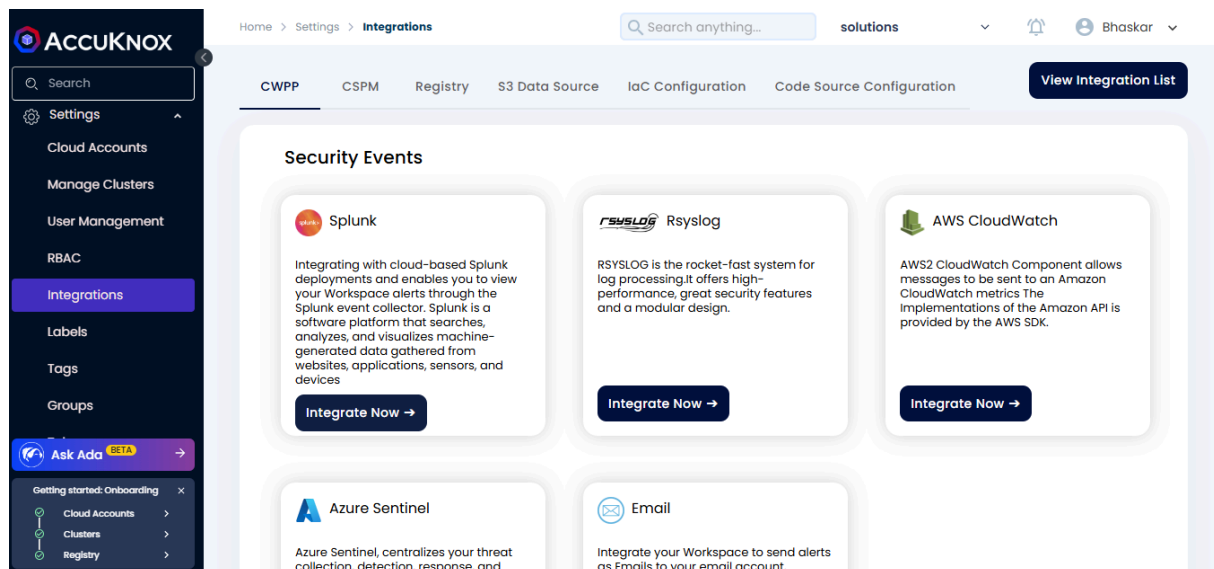 ACCUKNOX
Search
Settings
Cloud Accounts
Manage Clusters
User Management
RBAC
Integrations
Labels
Tags
Groups
Ask Ada BETA
Getting started: Onboarding
Cloud Accounts
Clusters
Registry
Home > Settings > Integrations
Search anything...
solutions
Bhaskar
CWPP CSPM Registry S3 Data Source IaC Configuration Code Source Configuration
View Integration List
Security Events
splunk>
Splunk
Integrating with cloud-based Splunk
deployments and enables you to view
your Workspace alerts through the
Splunk event collector. Splunk is a
software platform that searches,
analyzes, and visualizes machine-
generated data gathered from
websites, applications, sensors, and
devices
Integrate Now →
RSYSLOG
Rsyslog
RSYSLOG is the rocket-fast system for
log processing.It offers high-
performance, great security features
and a modular design.
Integrate Now →
AWS CloudWatch
AWS2 CloudWatch Component allows
messages to be sent to an Amazon
CloudWatch metrics The
Implementations of the Amazon API is
provided by the AWS SDK.
Integrate Now →
Azure Sentinel
Azure Sentinel, centralizes your threat
collection, detection, response, and
Email
Integrate your Workspace to send alerts
as Emails to your email account.